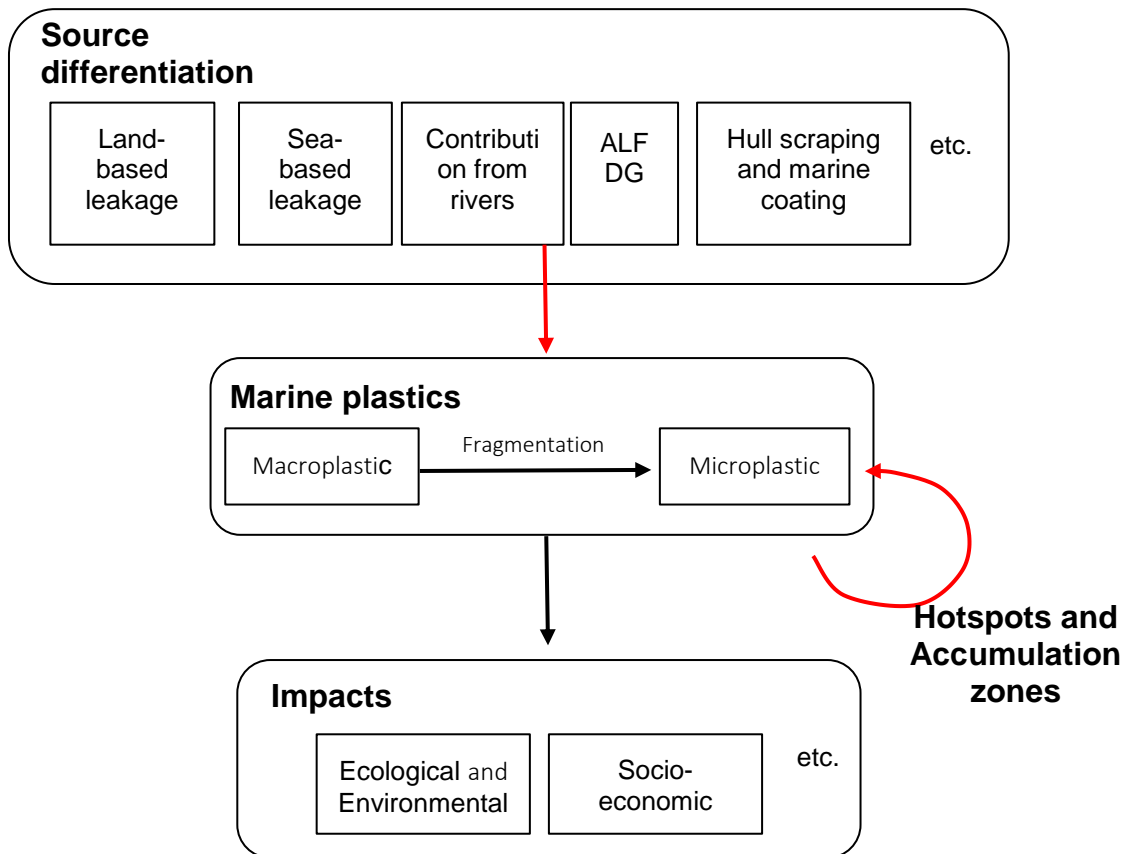 Source
differentiation
Land-
based
leakage
Sea-
based
leakage
Contributi
on from
rivers
ALF
DG
Hull scraping
and marine
coating
etc.
Marine plastics
Macroplastic
Fragmentation
Microplastic
Hotspots and
Accumulation
zones
Impacts
Ecological and
Environmental
Socio-
economic
etc.